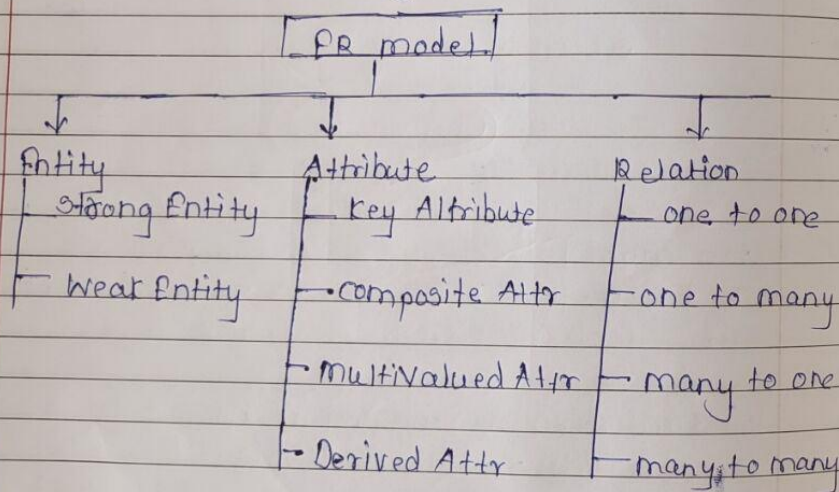 ER model
Entity Attribute Relation
Strong Entity Key Attribute one to one
Weak Entity Composite Attr one to many
Multivalued Attr many to one
Derived Attr many to many